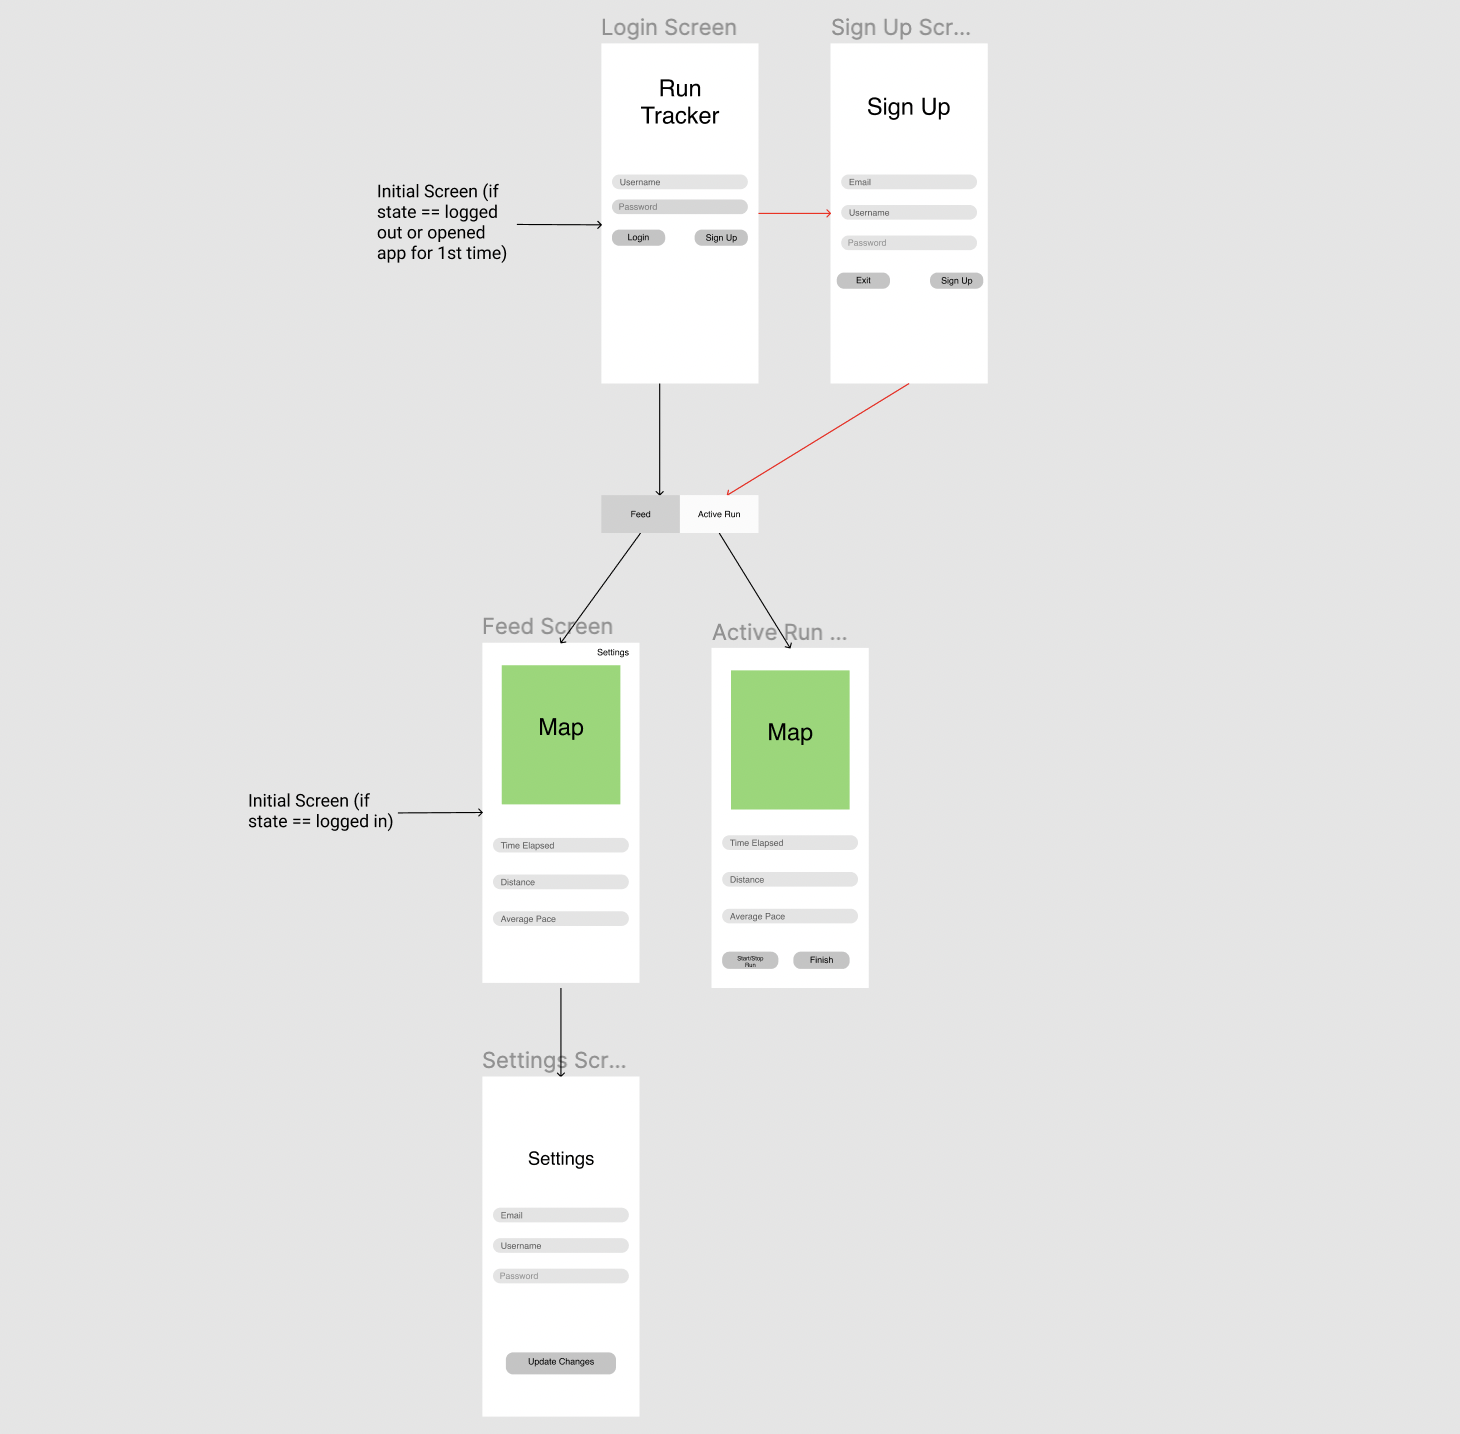 Login Screen
Sign Up Scr...
Run
Tracker
Sign Up
Initial Screen (if
state == logged
out or opened
app for 1st time)
Username
Password
Login
Sign Up
Email
Username
Password
Exit
Sign Up
Feed
Active Run
Feed Screen
Active Run ...
Settings
Map
Map
Initial Screen (if
state == logged in)
Time Elapsed
Distance
Average Pace
Time Elapsed
Distance
Average Pace
Start/Stop
Run
Finish
Settings Scr...
Settings
Email
Username
Password
Update Changes